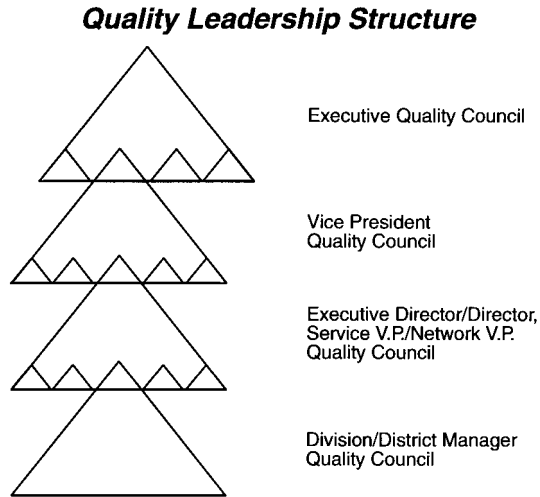 Quality Leadership Structure
Executive Quality Council
Vice President
Quality Council
Executive Director/Director,
Service V.P./Network V.P.
Quality Council
Division/District Manager
Quality Council